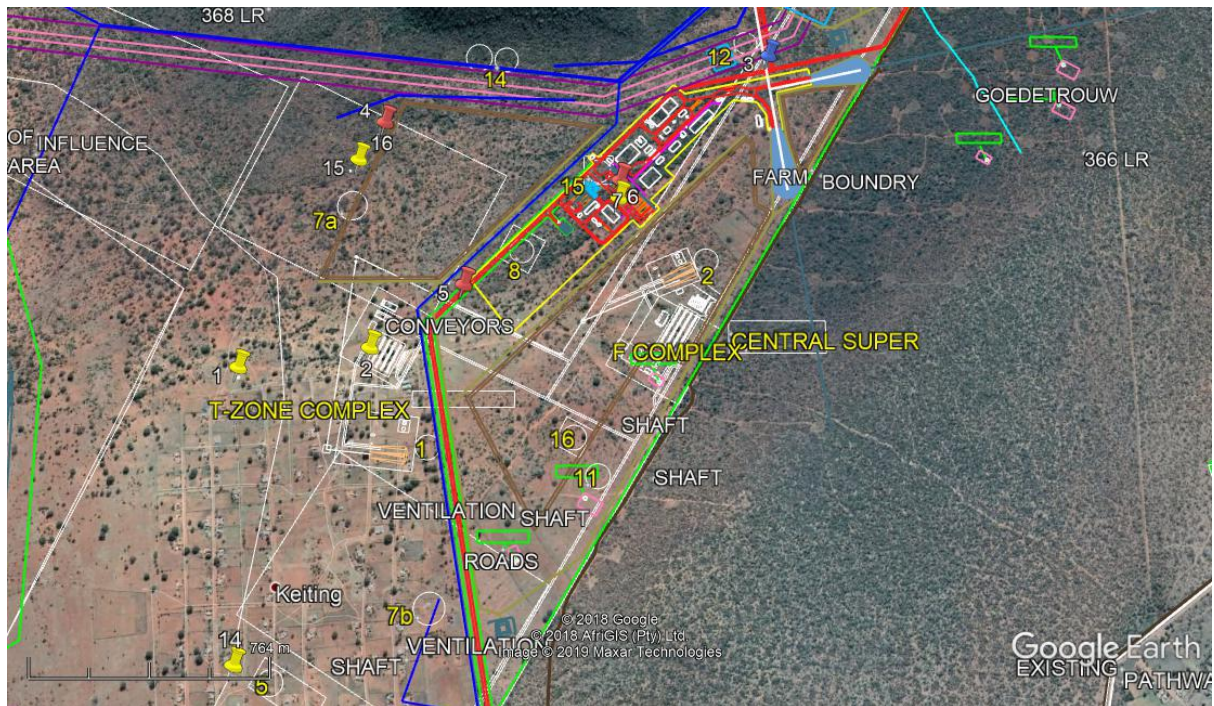 368 LR
12
3
14
GOEDETROUW
4
16
OF INFLUENCE
AREA
15
366 LR
15
7 6
FARM BOUNDRY
7a
8
2
5
CONVEYORS
F COMPLEX
CENTRAL SUPER
2
1
T-ZONE COMPLEX
SHAFT
16
1
11
SHAFT
VENTILATION
SHAFT
ROADS
Keiting
7b
© 2018 Google
© 2018 AfriGIS (Pty) Ltd.
Image © 2019 Maxar Technologies
VENTILATION
14
764 m
SHAFT
5
Google Earth
EXISTING
PATHWA